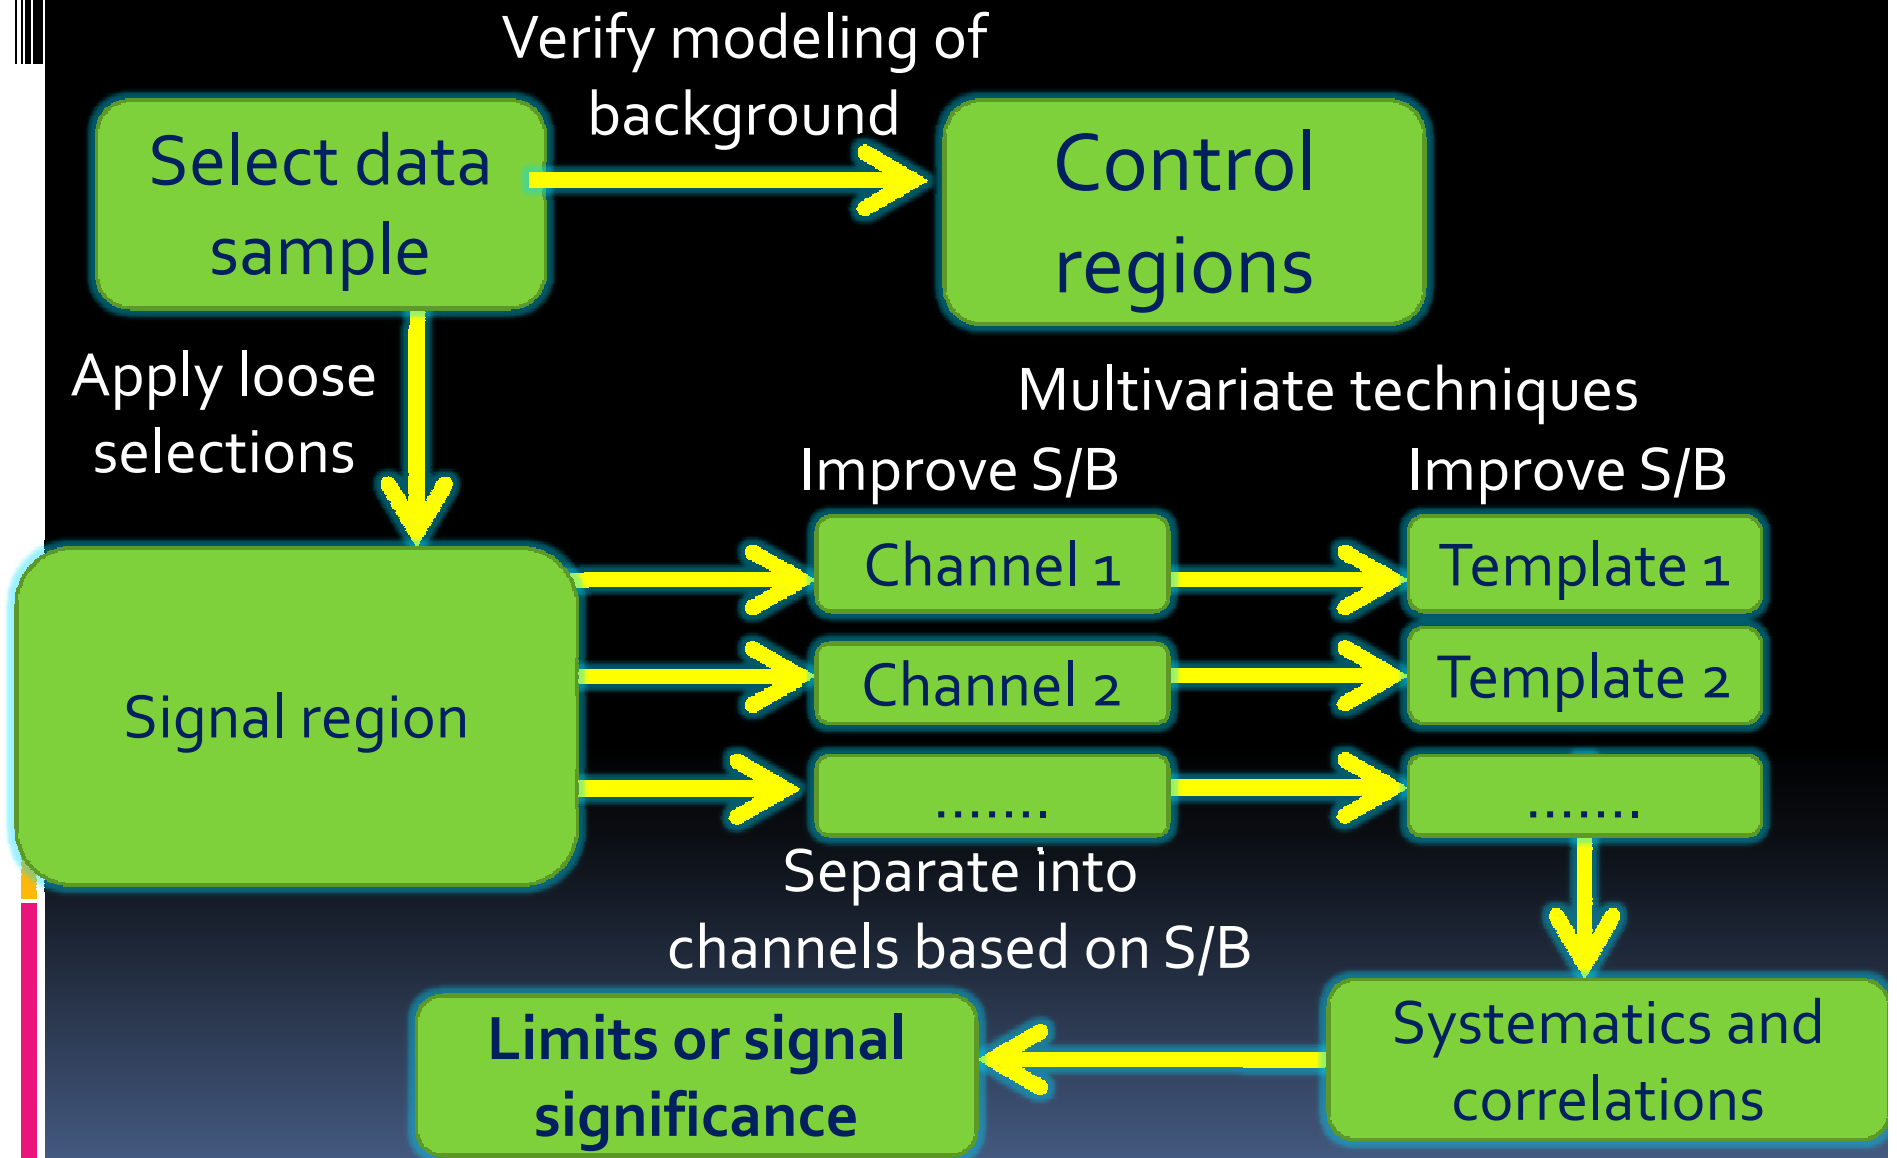 Verify modeling of
background
Select data
sample
Control
regions
Apply loose
selections
Multivariate techniques
Improve S/B
Improve S/B
Channel 1
Template 1
Channel 2
Template 2
Signal region
.......
.......
Separate into
channels based on S/B
Limits or signal
significance
Systematics and
correlations